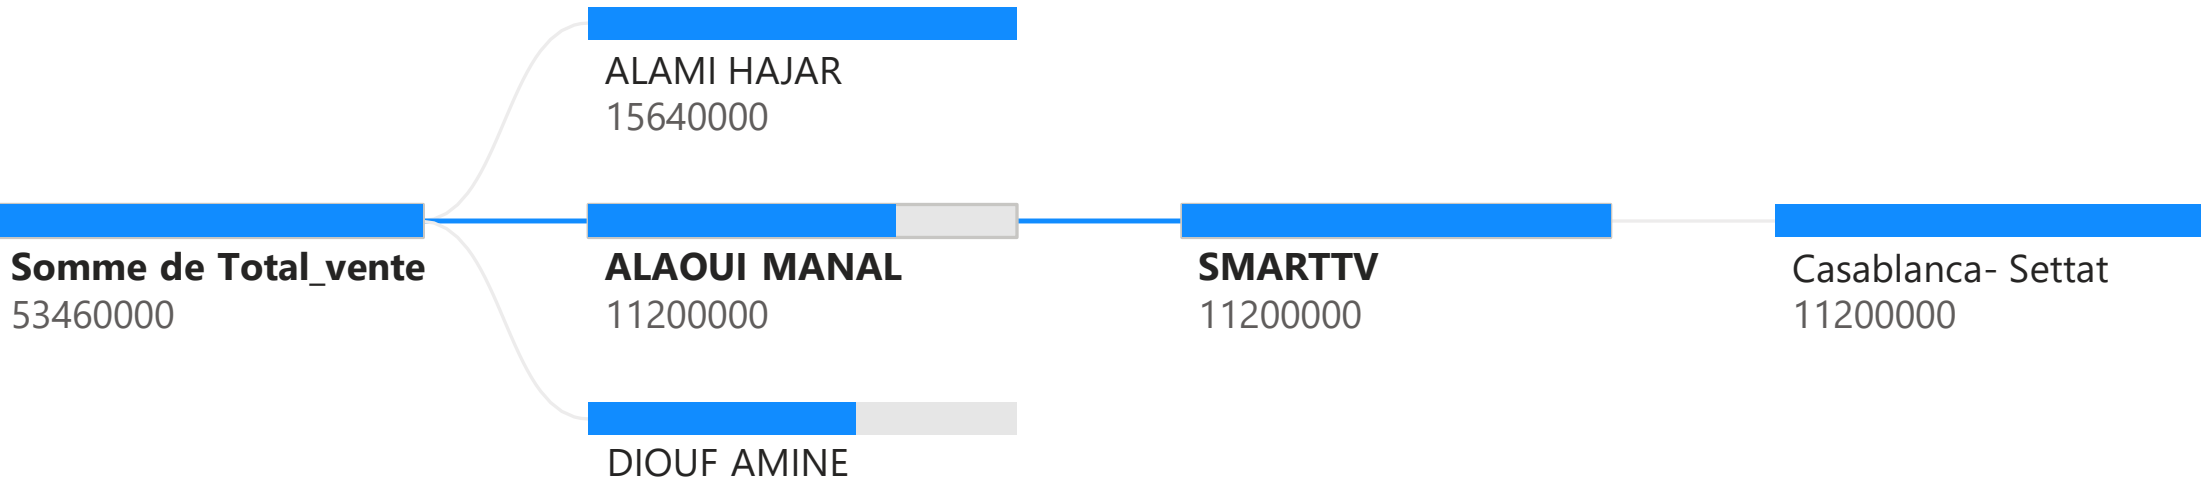 ALAMI HAJAR
15640000
Somme de Total_vente
53460000
ALAOUI MANAL
11200000
SMARTTV
11200000
Casablanca- Settat
11200000
DIOUF AMINE